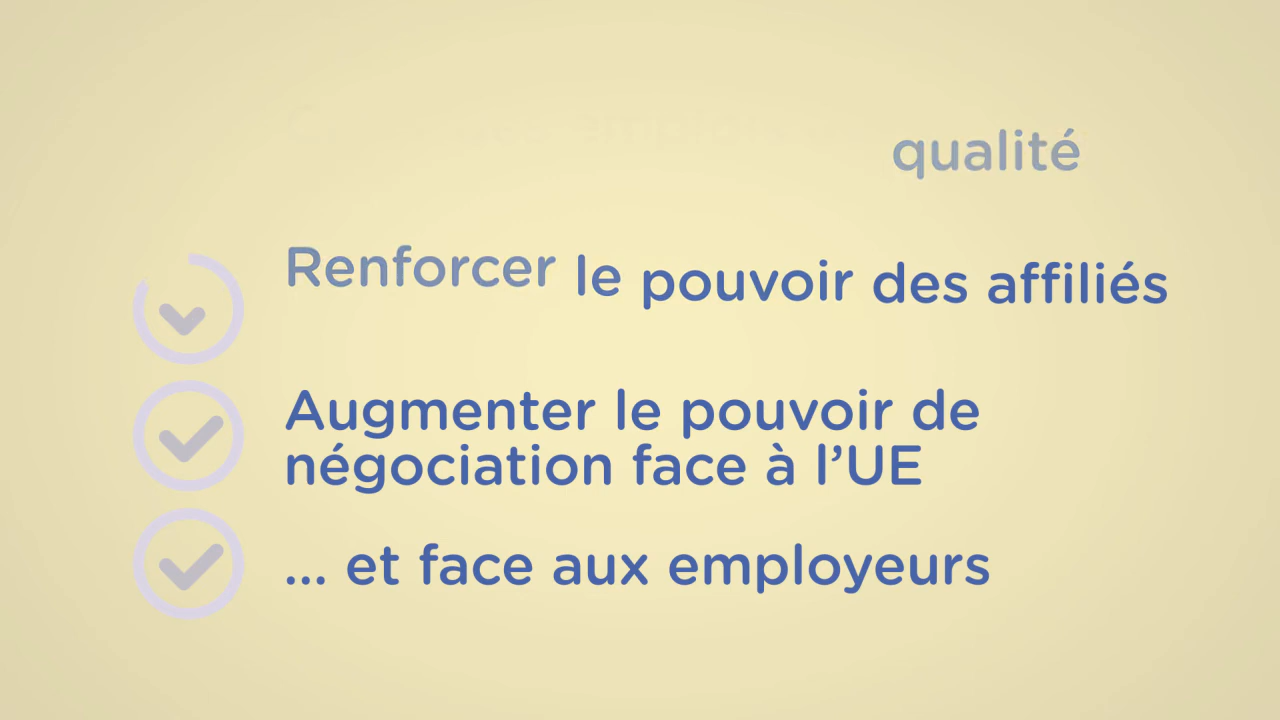 qualité
Renforcer le pouvoir des affiliés
Augmenter le pouvoir de
négociation face à l’UE
... et face aux employeurs